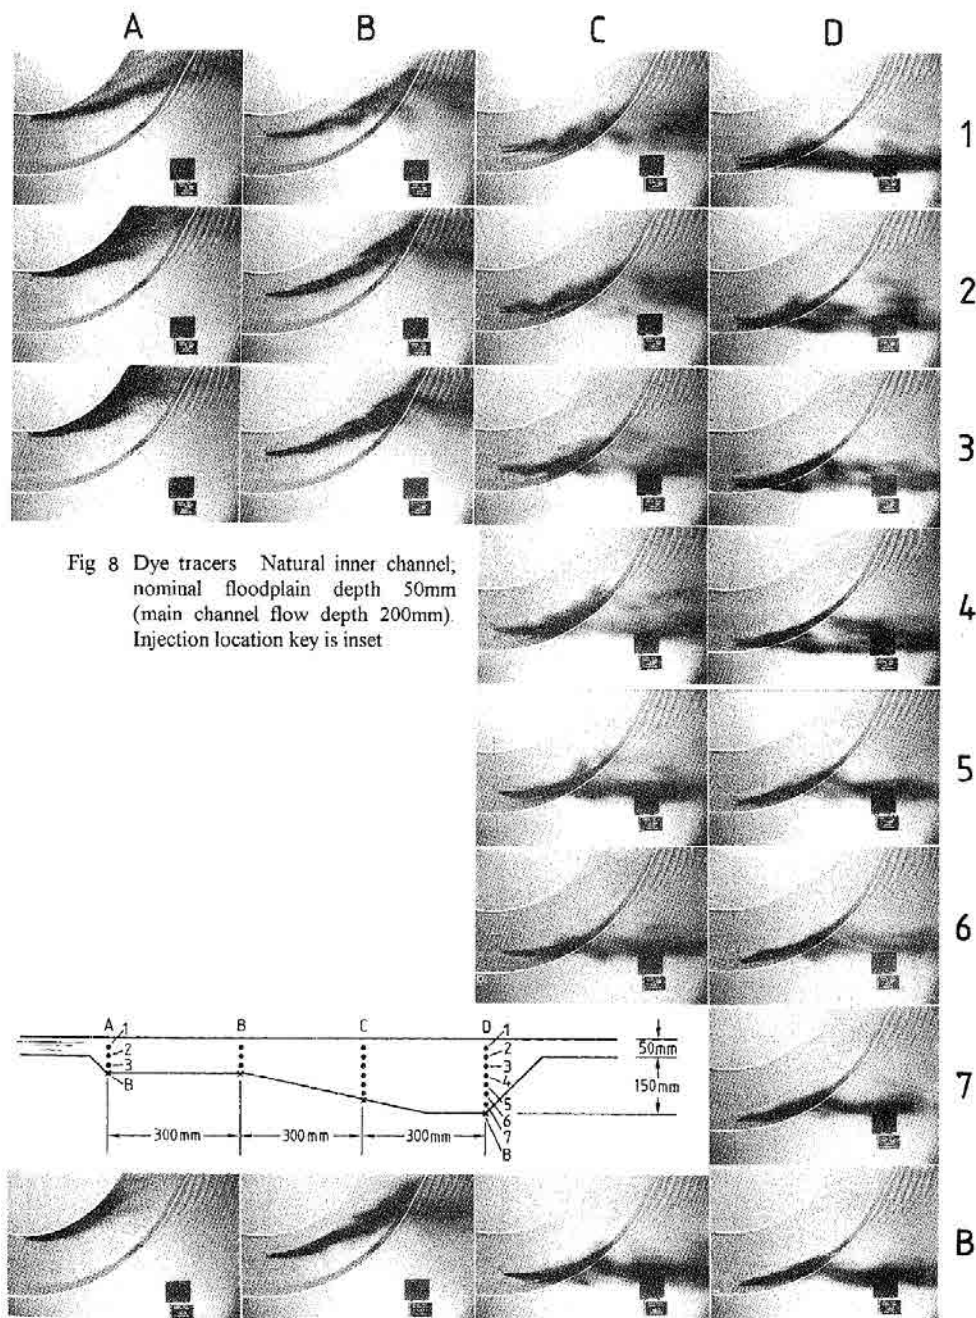 A B C D
1
2
3
Fig 8 Dye tracers Natural inner channel;
nominal floodplain depth 50mm
(main channel flow depth 200mm).
Injection location key is inset
4
5
6
A B C D
1 1
2 2
3 3
B 4
5
6
7
B
50mm
150mm
300mm 300mm 300mm
7
B